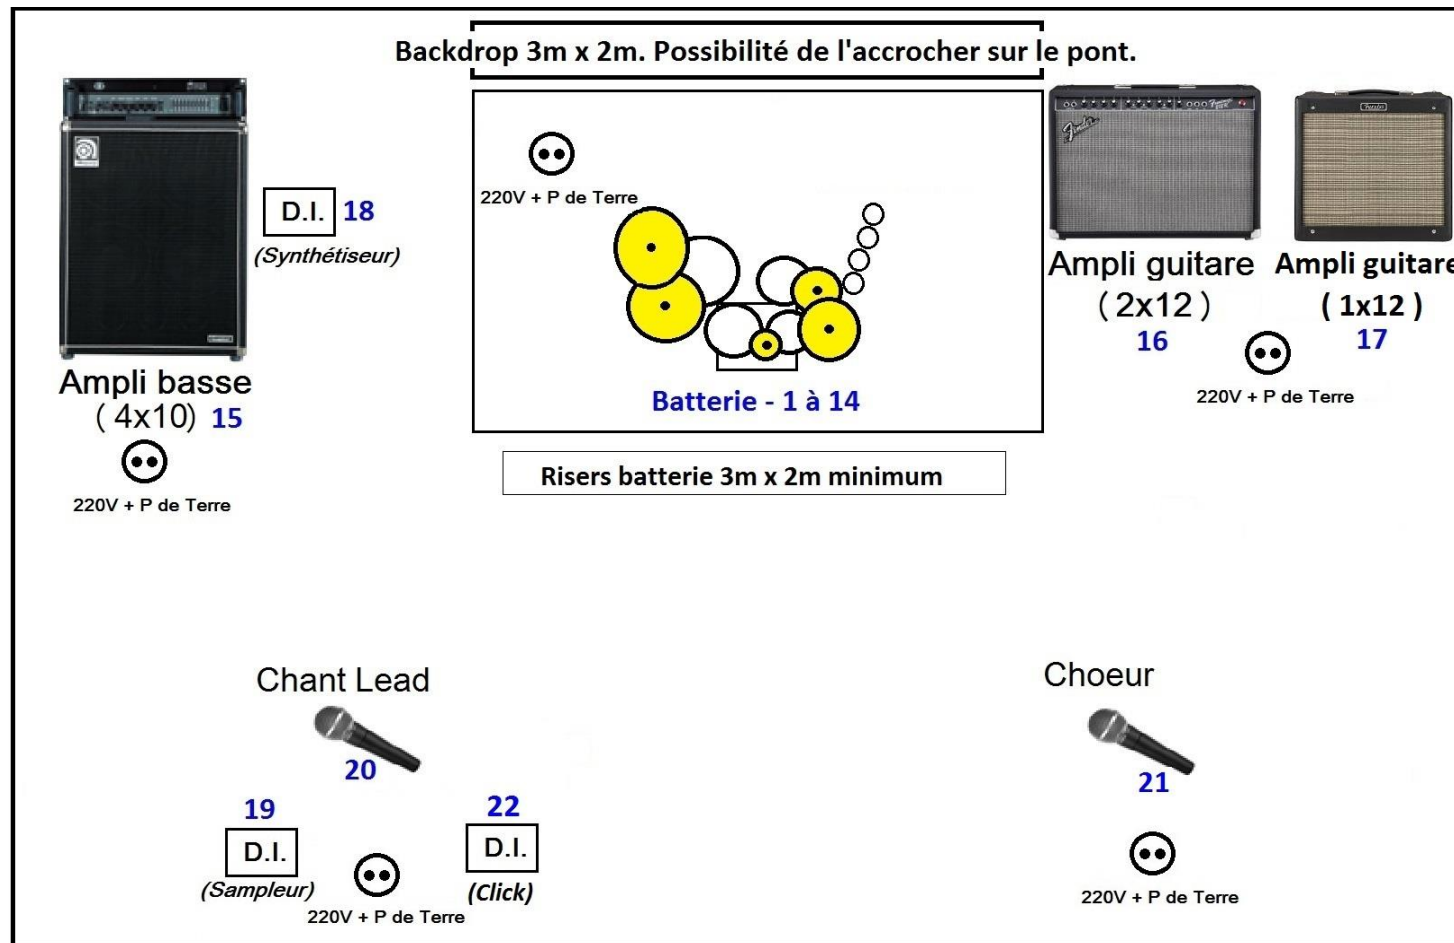 Backdrop 3m x 2m. Possibilité de l'accrocher sur le pont.
220V + P de Terre
D.I. 18
(Synthétiseur)
Fender
Ampli guitare
(2x12)
16
Ampli guitare
( 1x12 )
17
220V + P de Terre
Ampli basse
( 4x10) 15
220V + P de Terre
Batterie - 1 à 14
Risers batterie 3m x 2m minimum
Chant Lead
20
19
D.I.
(Sampleur)
22
D.I.
(Click)
220V + P de Terre
Choeur
21
220V + P de Terre